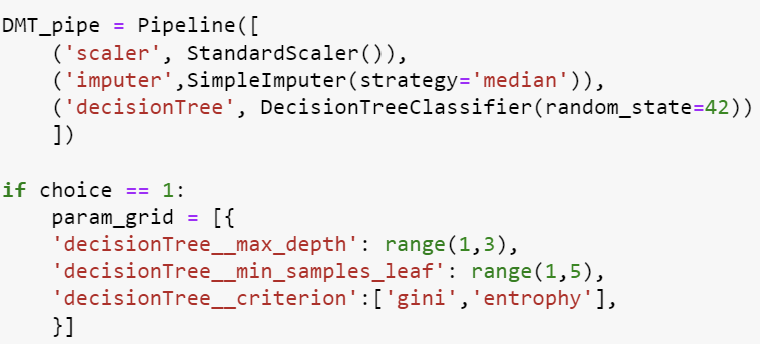 DMT_pipe = Pipeline([
    ('scaler', StandardScaler()),
    ('imputer',SimpleImputer(strategy='median')),
    ('decisionTree', DecisionTreeClassifier(random_state=42))
    ])
if choice == 1:
    param_grid = [{
    'decisionTree__max_depth': range(1,3),
    'decisionTree__min_samples_leaf': range(1,5),
    'decisionTree__criterion':['gini','entrophy'],
    }]